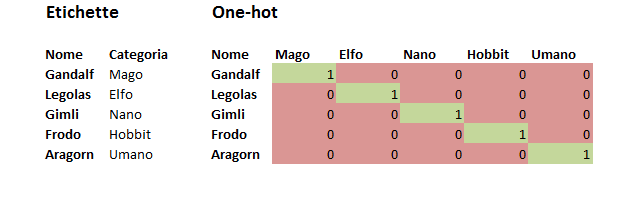 Etichette One-hot
Nome Categoria Nome Mago Elfo Nano Hobbit Umano
Gandalf Mago Gandalf 1 0 0 0 0
Legolas Elfo Legolas 0 1 0 0 0
Gimli Nano Gimli 0 0 1 0 0
Frodo Hobbit Frodo 0 0 0 1 0
Aragorn Umano Aragorn 0 0 0 0 1